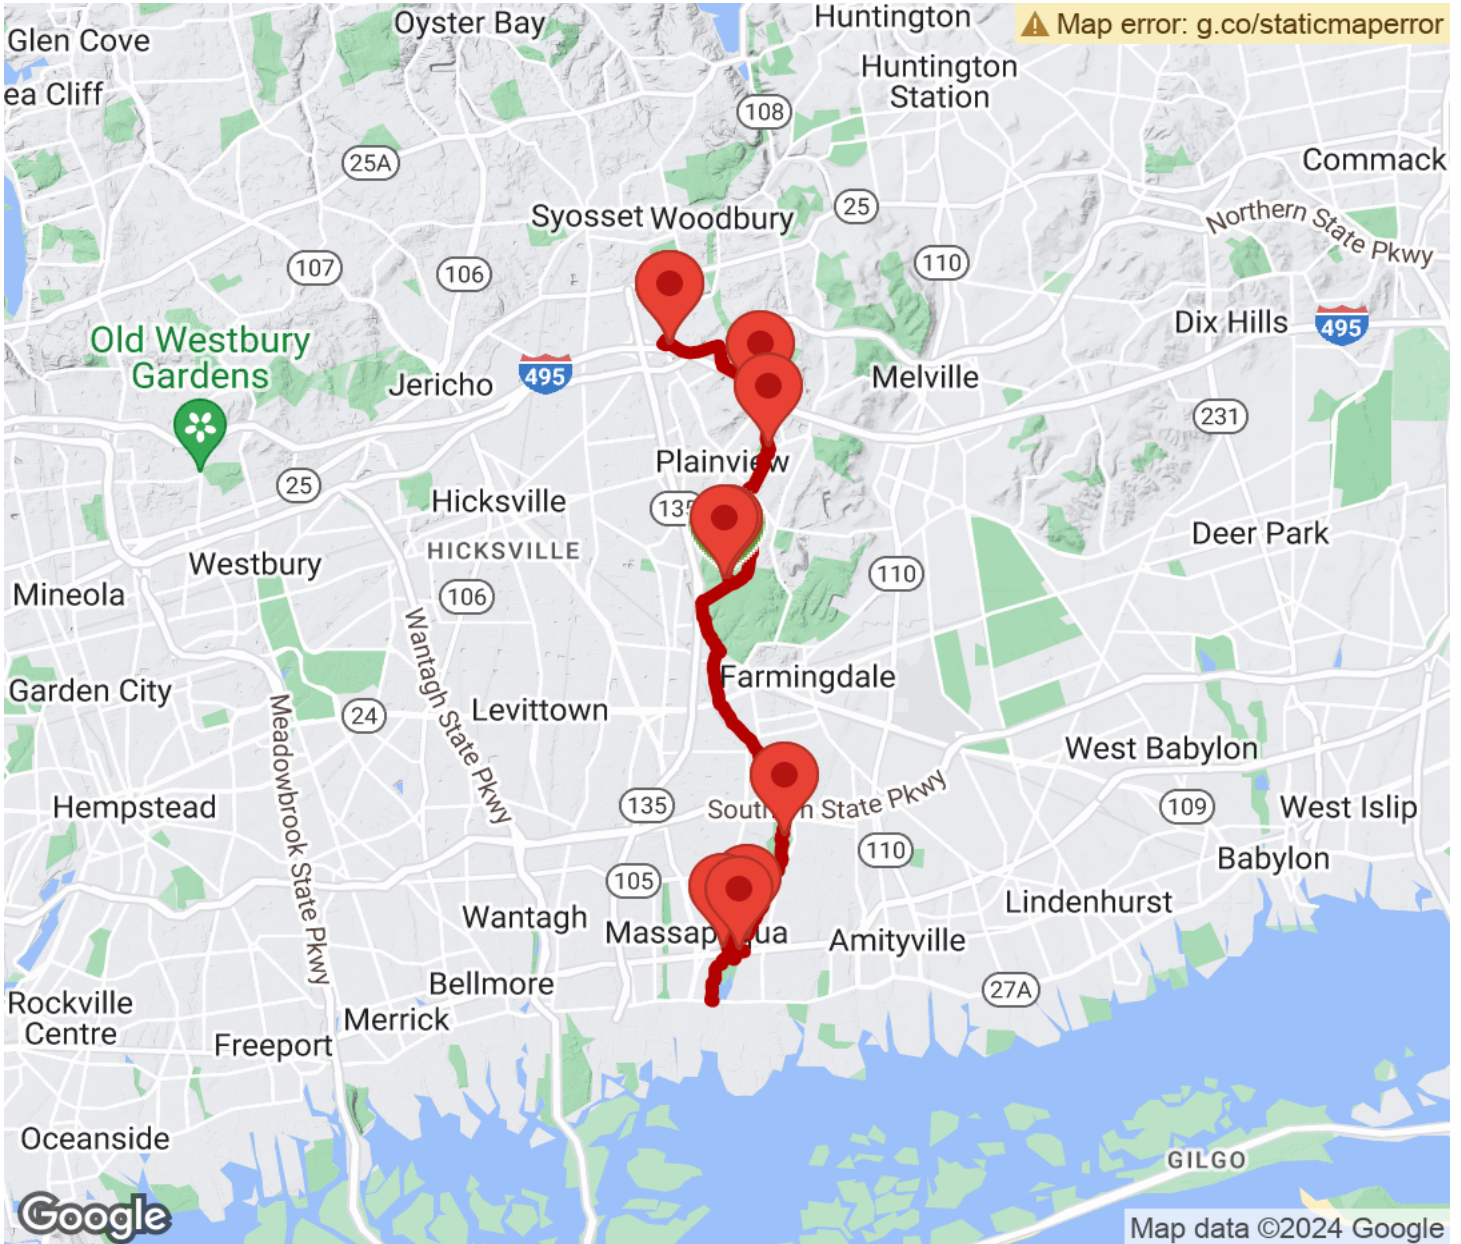 Oyster Bay
Huntington
Map error: g.co/staticmaperror
Glen Cove
Huntington
Station
ea Cliff
108
25A
Commack
25
Syosset
Woodbury
Northern State Pkwy
107
106
110
Dix Hills
495
Old Westbury
Gardens
Jericho
495
Melville
231
Plainview
25
Hicksville
135
Deer Park
HICKSVILLE
Westbury
110
Mineola
106
Wantagh State Pkwy
Farmingdale
Garden City
Levittown
24
Meadowbrook State Pkwy
West Babylon
Hempstead
135
Southern State Pkwy
109
West Islip
110
Babylon
105
Lindenhurst
Wantagh
Massapequa
Amityville
Bellmore
27A
Rockville
Centre
Merrick
Freeport
Oceanside
GILGO
Google
Map data ©2024 Google